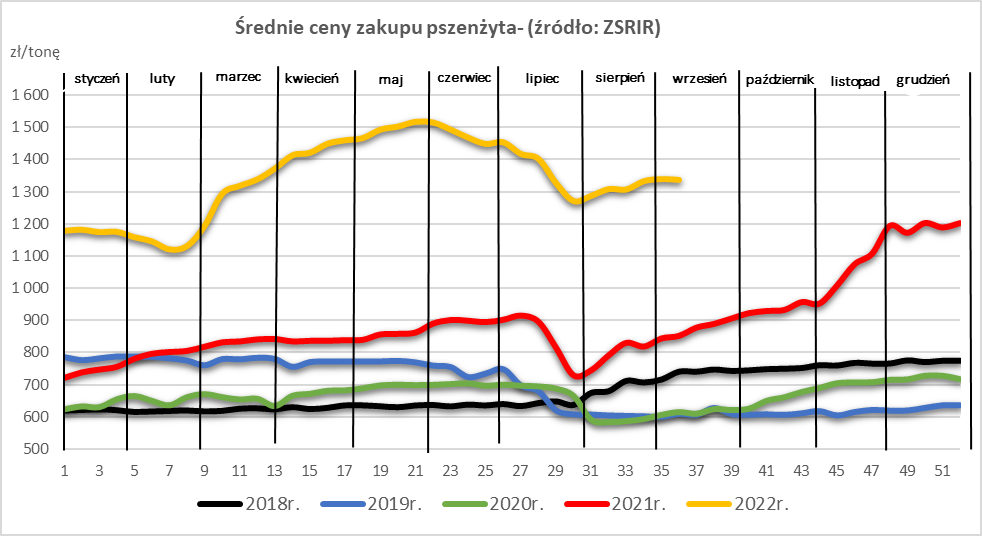 Średnie ceny zakupu pszenżyta- (źródło: ZSRIR)
zł/tonę
styczeń luty marzec kwiecień maj czerwiec lipiec sierpień wrzesień październik listopad grudzień
1 600
1 500
1 400
1 300
1 200
1 100
1 000
900
800
700
600
500
1 3 5 7 9 11 13 15 17 19 21 23 25 27 29 31 33 35 37 39 41 43 45 47 49 51
2018r. 2019r. 2020r. 2021r. 2022r.